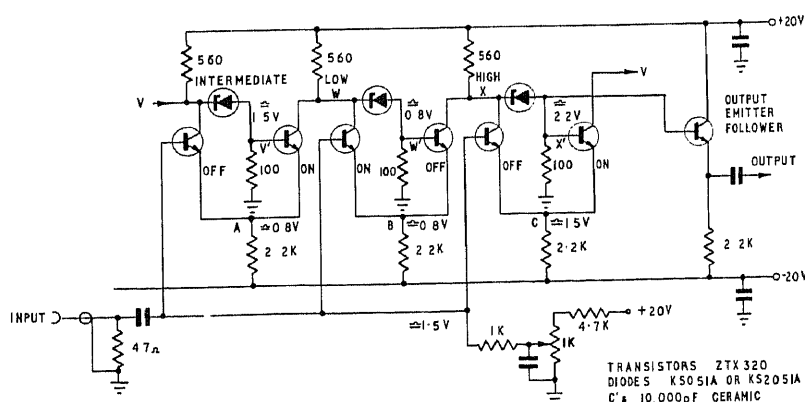 +20V
560
560
560
INTERMEDIATE
LOW
HIGH
V
W
X
V
≏ 1.5V
≏ 0.8V
≏ 2.2V
OUTPUT EMITTER FOLLOWER
V'
W'
X'
OFF
ON
ON
OFF
OFF
ON
OUTPUT
100
100
100
A
≏0.8V
B
≏0.8V
C
≏1.5V
2 2K
2 2K
2·2K
2 2K
-20V
INPUT
47Ω
≏1·5V
1K
1K
4·7K
+20V
TRANSISTORS ZTX320
DIODES KS051A OR KS2051A
C's 10,000pF CERAMIC